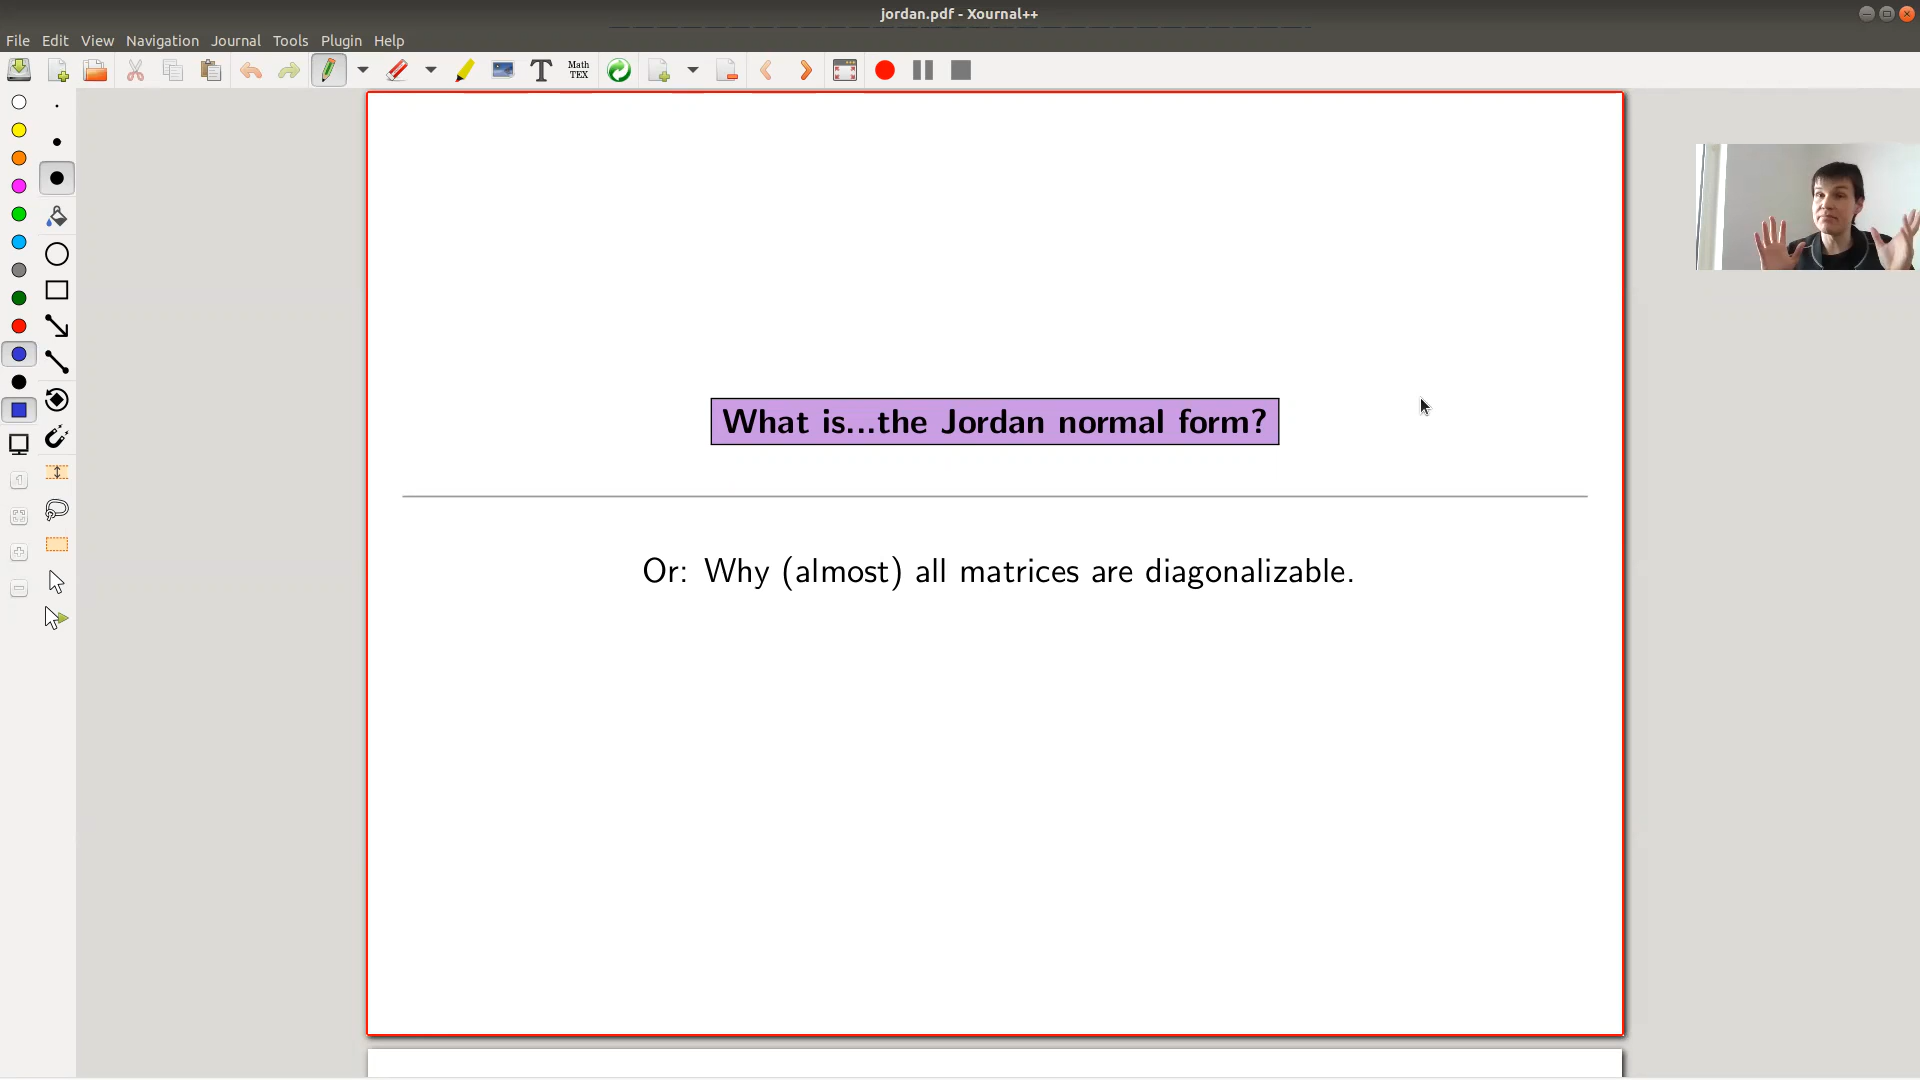 jordan.pdf - Xournal++
File Edit View Navigation Journal Tools Plugin Help
Math
TEX
What is...the Jordan normal form?
Or: Why (almost) all matrices are diagonalizable.